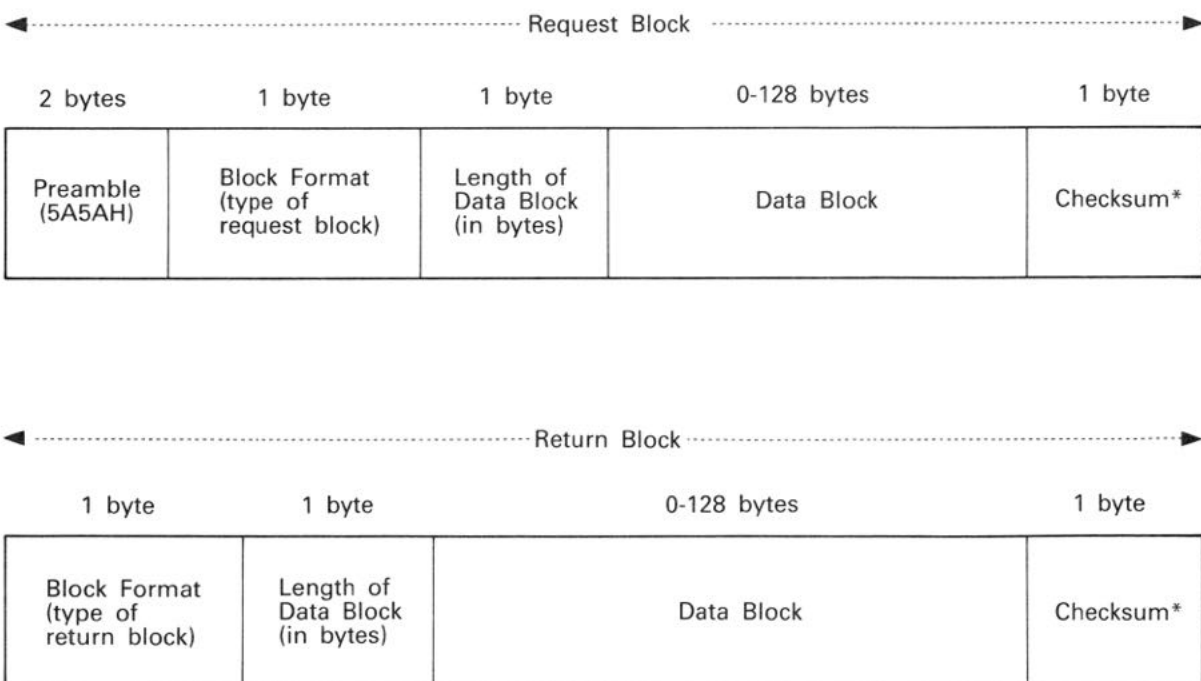 Request Block
2 bytes
1 byte
1 byte
0-128 bytes
1 byte
Preamble
(5A5AH)
Block Format
(type of
request block)
Length of
Data Block
(in bytes)
Data Block
Checksum*
Return Block
1 byte
1 byte
0-128 bytes
1 byte
Block Format
(type of
return block)
Length of
Data Block
(in bytes)
Data Block
Checksum*